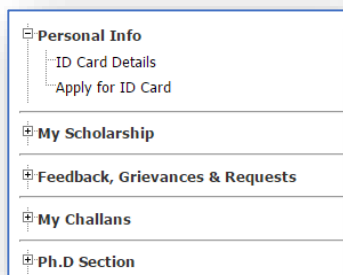 Personal Info
ID Card Details
Apply for ID Card
My Scholarship
Feedback, Grievances & Requests
My Challans
Ph.D Section